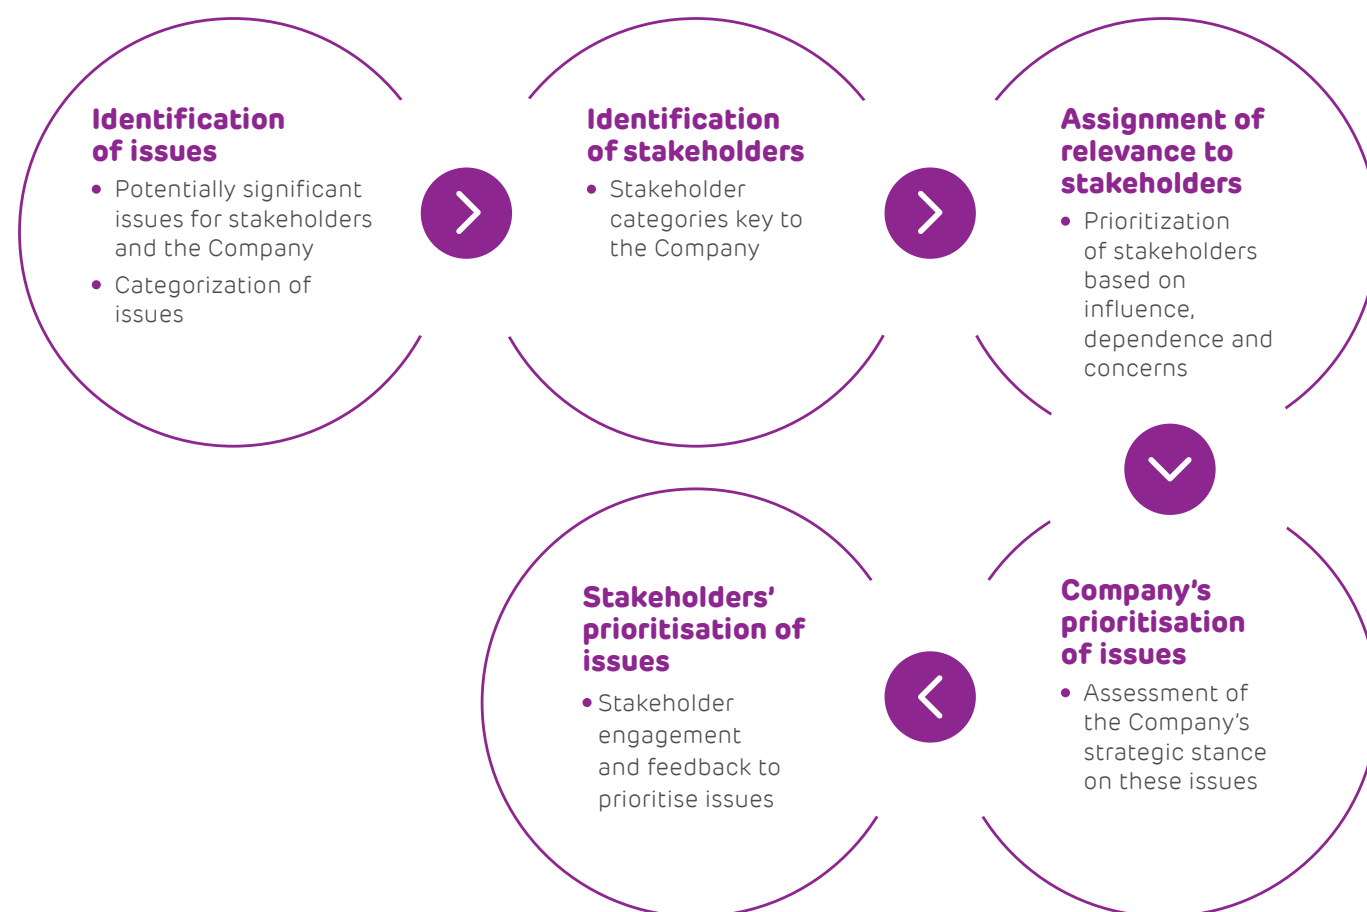 Identification
of issues
• Potentially significant
issues for stakeholders
and the Company
• Categorization of
issues
Identification
of stakeholders
• Stakeholder
categories key to
the Company
Assignment of
relevance to
stakeholders
• Prioritization
of stakeholders
based on
influence,
dependence and
concerns
Company's
prioritisation
of issues
• Assessment of
the Company's
strategic stance
on these issues
Stakeholders'
prioritisation of
issues
• Stakeholder
engagement
and feedback to
prioritise issues